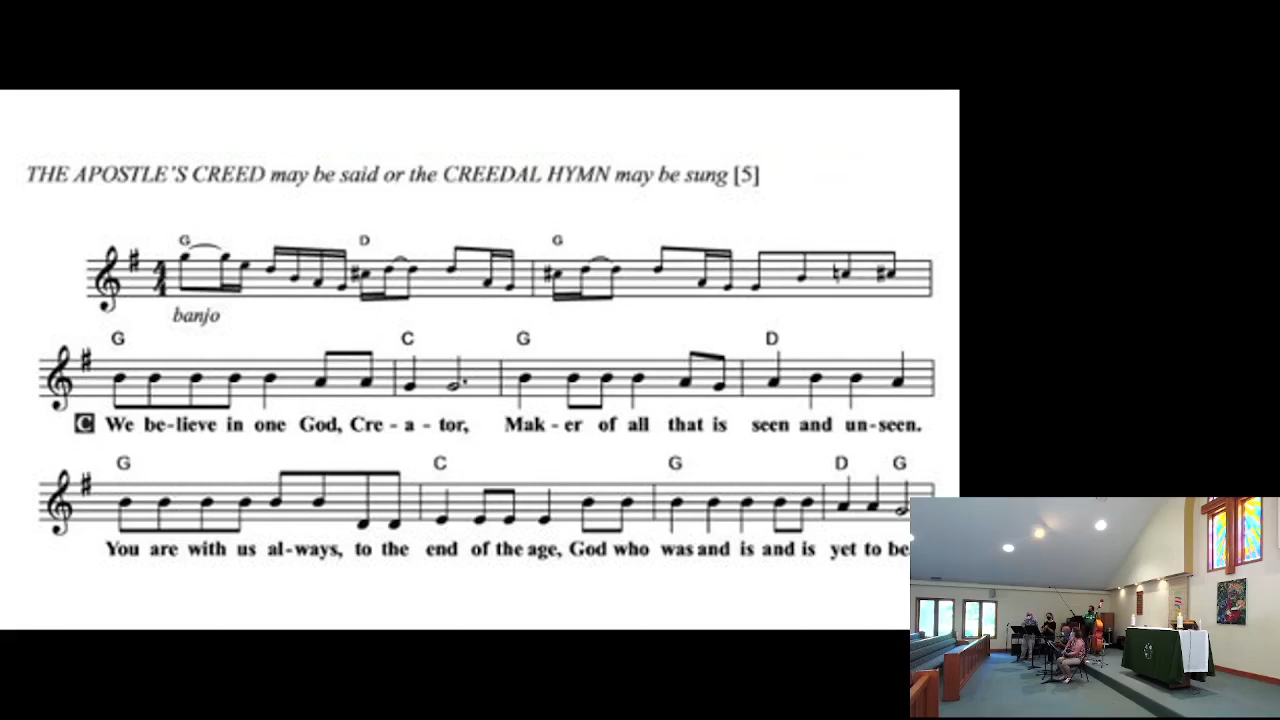 THE APOSTLE'S CREED may be said or the CREEDAL HYMN may be sung [5]
G D G
4
4
banjo
G C G D
C We be-lieve in one God, Cre - a - tor, Mak - er of all that is seen and un-seen.
G C G D G
You are with us al-ways, to the end of the age, God who was and is and is yet to be